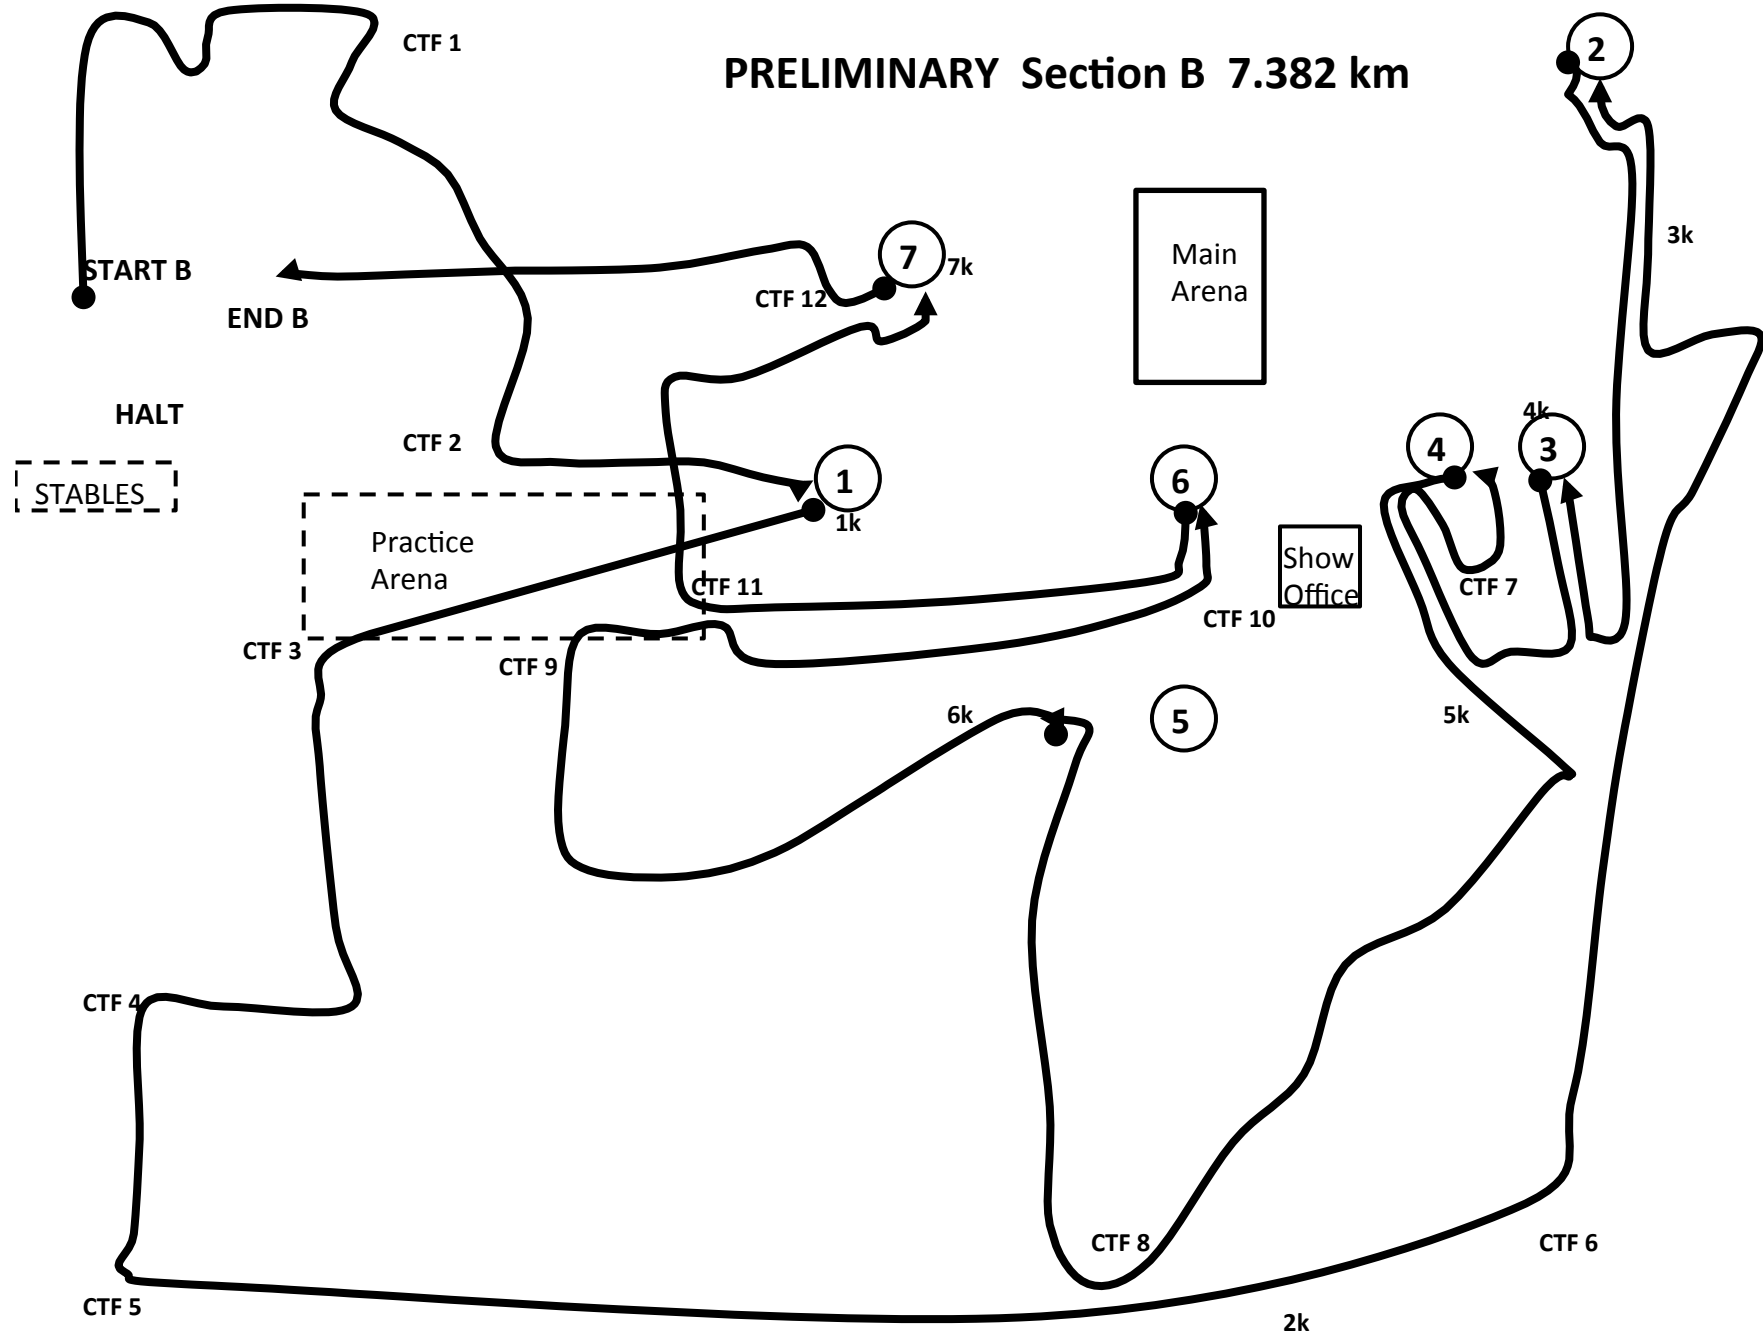 CTF 1
PRELIMINARY Section B 7.382 km
2
3k
START B
END B
7
7k
CTF 12
Main
Arena
HALT
STABLES
CTF 2
1
1k
6
4
4k
3
Practice
Arena
CTF 11
Show
Office
CTF 7
CTF 10
CTF 3
CTF 9
6k
5
5k
CTF 4
CTF 8
CTF 6
CTF 5
2k